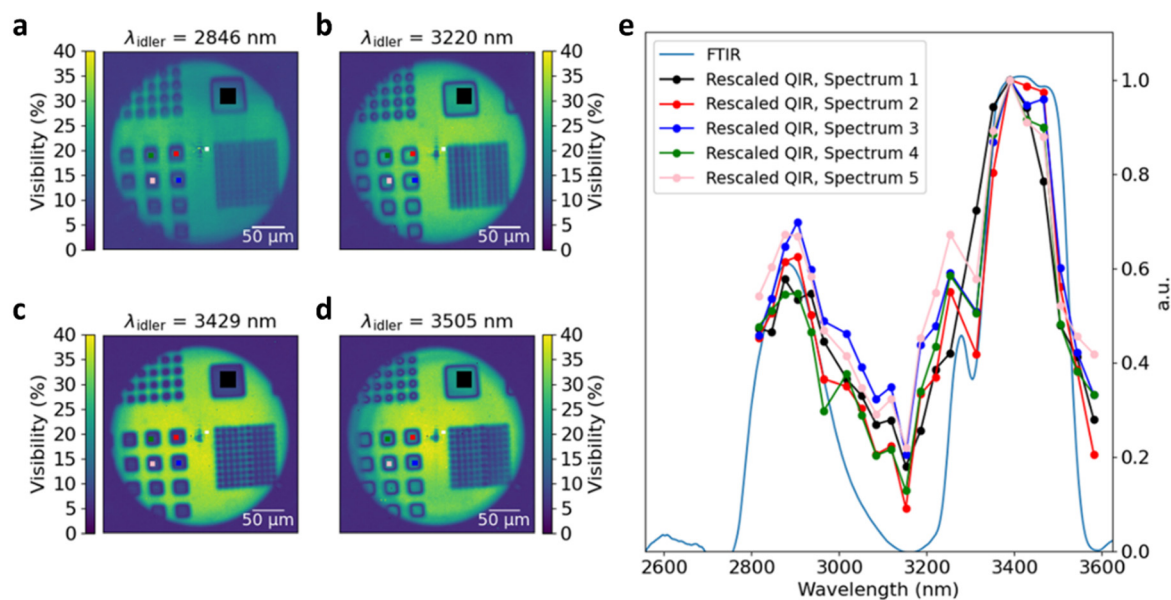 a
λidler = 2846 nm
40
35
30
25
20
15
10
5
0
Visibility (%)
50 µm
b
λidler = 3220 nm
50 µm
40
35
30
25
20
15
10
5
0
Visibility (%)
c
λidler = 3429 nm
40
35
30
25
20
15
10
5
0
Visibility (%)
50 µm
d
λidler = 3505 nm
50 µm
40
35
30
25
20
15
10
5
0
Visibility (%)
e
FTIR
Rescaled QIR, Spectrum 1
Rescaled QIR, Spectrum 2
Rescaled QIR, Spectrum 3
Rescaled QIR, Spectrum 4
Rescaled QIR, Spectrum 5
1.0
0.8
0.6
0.4
0.2
0.0
a.u.
2600 2800 3000 3200 3400 3600
Wavelength (nm)